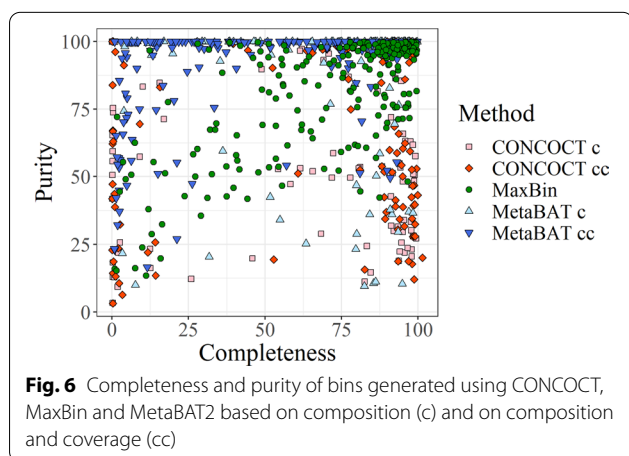 100
75
50
25
0
Purity
0
25
50
75
100
Completeness
Method
CONCOCT c
CONCOCT cc
MaxBin
MetaBAT c
MetaBAT cc
Fig. 6 Completeness and purity of bins generated using CONCOCT,
MaxBin and MetaBAT2 based on composition (c) and on composition
and coverage (cc)